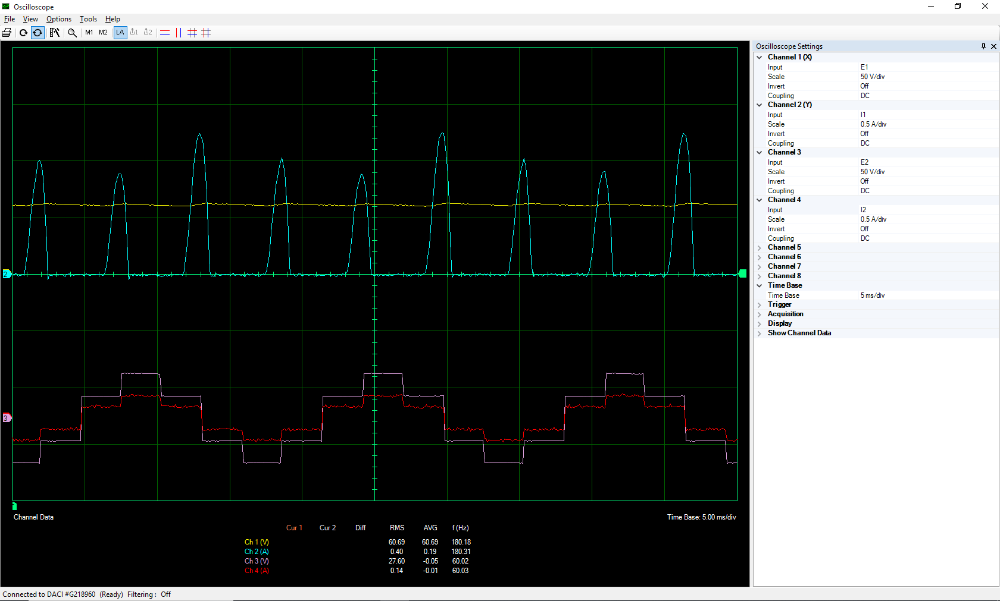 Oscilloscope
File View Options Tools Help
M1 M2 LA 1 2
Oscilloscope Settings
Channel 1 (X)
Input E1
Scale 50 V/div
Invert Off
Coupling DC
Channel 2 (Y)
Input I1
Scale 0.5 A/div
Invert Off
Coupling DC
Channel 3
Input E2
Scale 50 V/div
Invert Off
Coupling DC
Channel 4
Input I2
Scale 0.5 A/div
Invert Off
Coupling DC
Channel 5
Channel 6
Channel 7
Channel 8
Time Base
Time Base 5 ms/div
Trigger
Acquisition
Display
Show Channel Data
2
3
Channel Data Time Base: 5.00 ms/div
Cur 1 Cur 2 Diff RMS AVG f (Hz)
Ch 1 (V) 60.69 60.69 180.18
Ch 2 (A) 0.40 0.19 180.31
Ch 3 (V) 27.60 -0.05 60.02
Ch 4 (A) 0.14 -0.01 60.03
Connected to DACI #G218960 (Ready) Filtering : Off